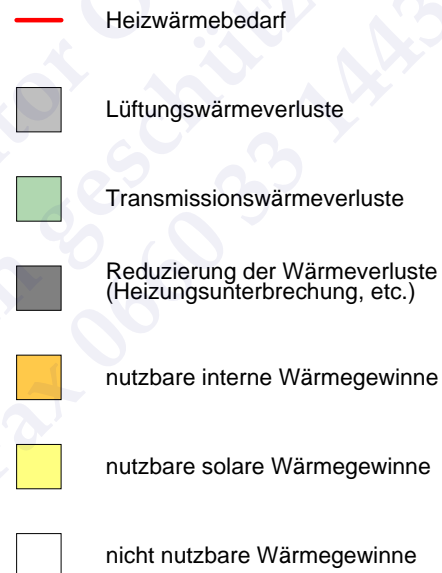 Heizwärmebedarf
Lüftungswärmeverluste
Transmissionswärmeverluste
Reduzierung der Wärmeverluste
(Heizungsunterbrechung, etc.)
nutzbare interne Wärmegewinne
nutzbare solare Wärmegewinne
nicht nutzbare Wärmegewinne